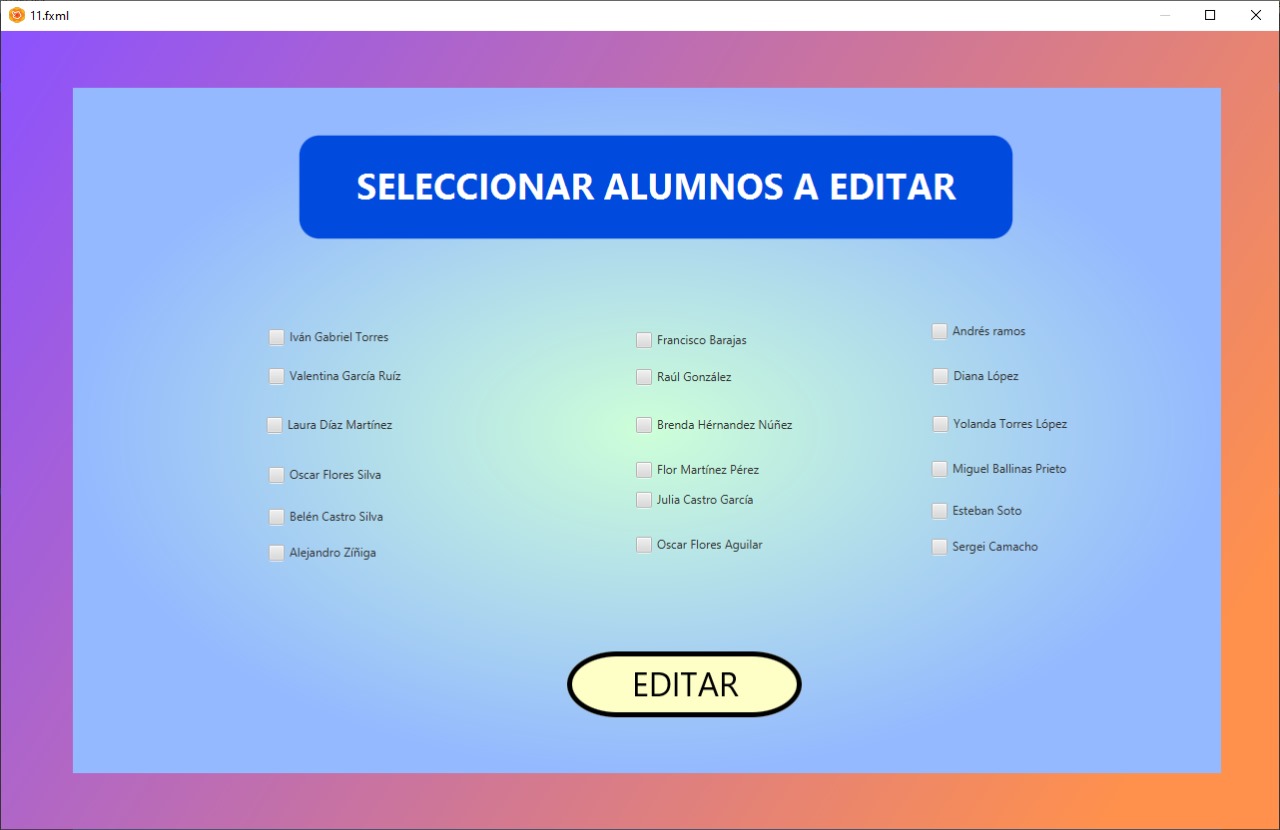 11.fxml
SELECCIONAR ALUMNOS A EDITAR
Iván Gabriel Torres
Valentina García Ruíz
Laura Díaz Martínez
Oscar Flores Silva
Belén Castro Silva
Alejandro Zíñiga
Francisco Barajas
Raúl González
Brenda Hérnandez Núñez
Flor Martínez Pérez
Julia Castro García
Oscar Flores Aguilar
Andrés ramos
Diana López
Yolanda Torres López
Miguel Ballinas Prieto
Esteban Soto
Sergei Camacho
EDITAR